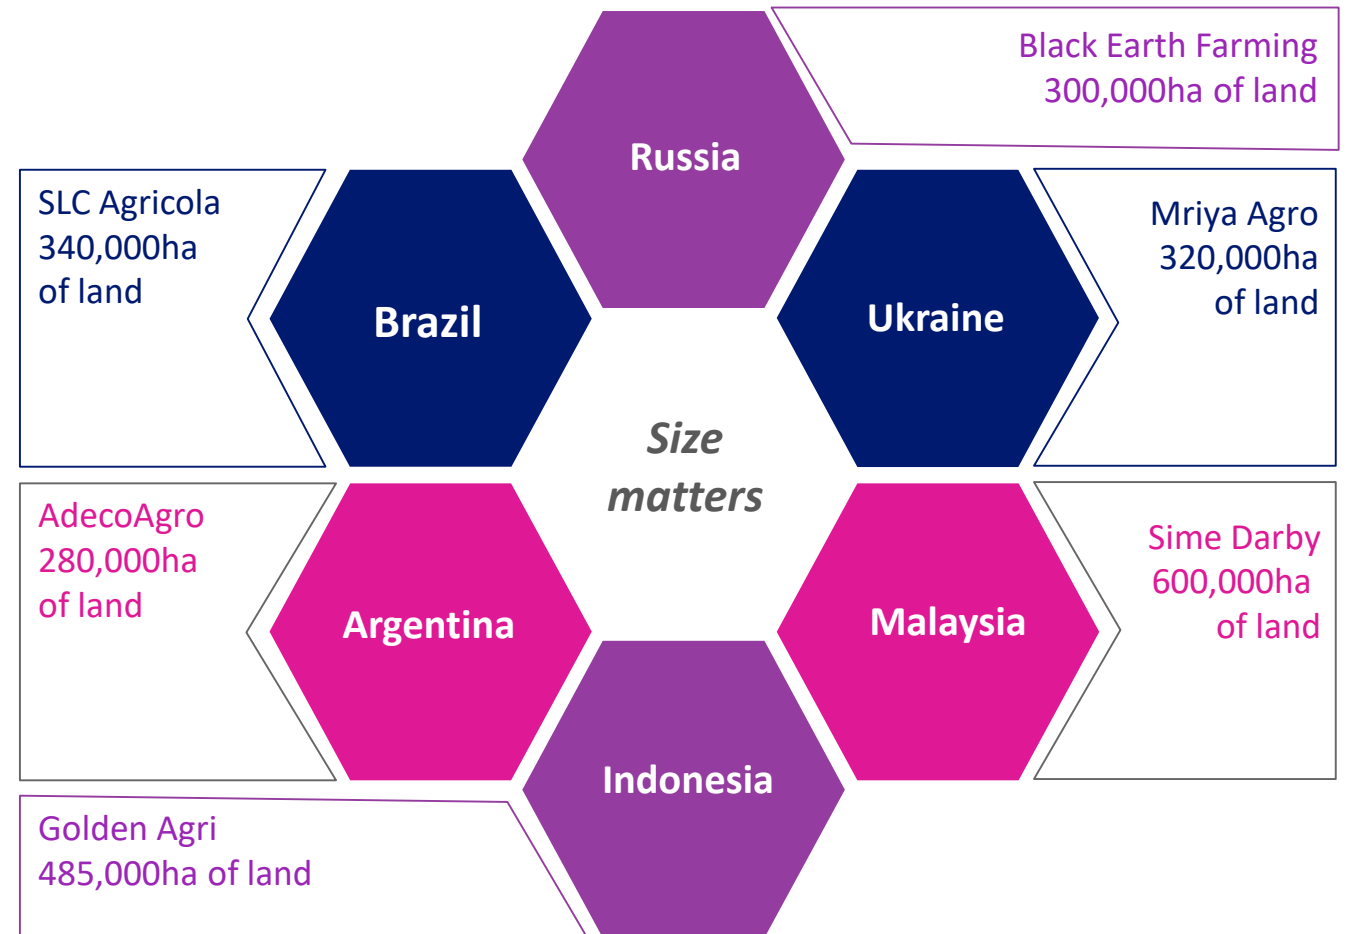 Black Earth Farming
300,000ha of land
Russia
SLC Agricola
340,000ha
of land
Brazil
Mriya Agro
320,000ha
of land
Ukraine
Size
matters
AdecoAgro
280,000ha
of land
Argentina
Sime Darby
600,000ha
of land
Malaysia
Indonesia
Golden Agri
485,000ha of land